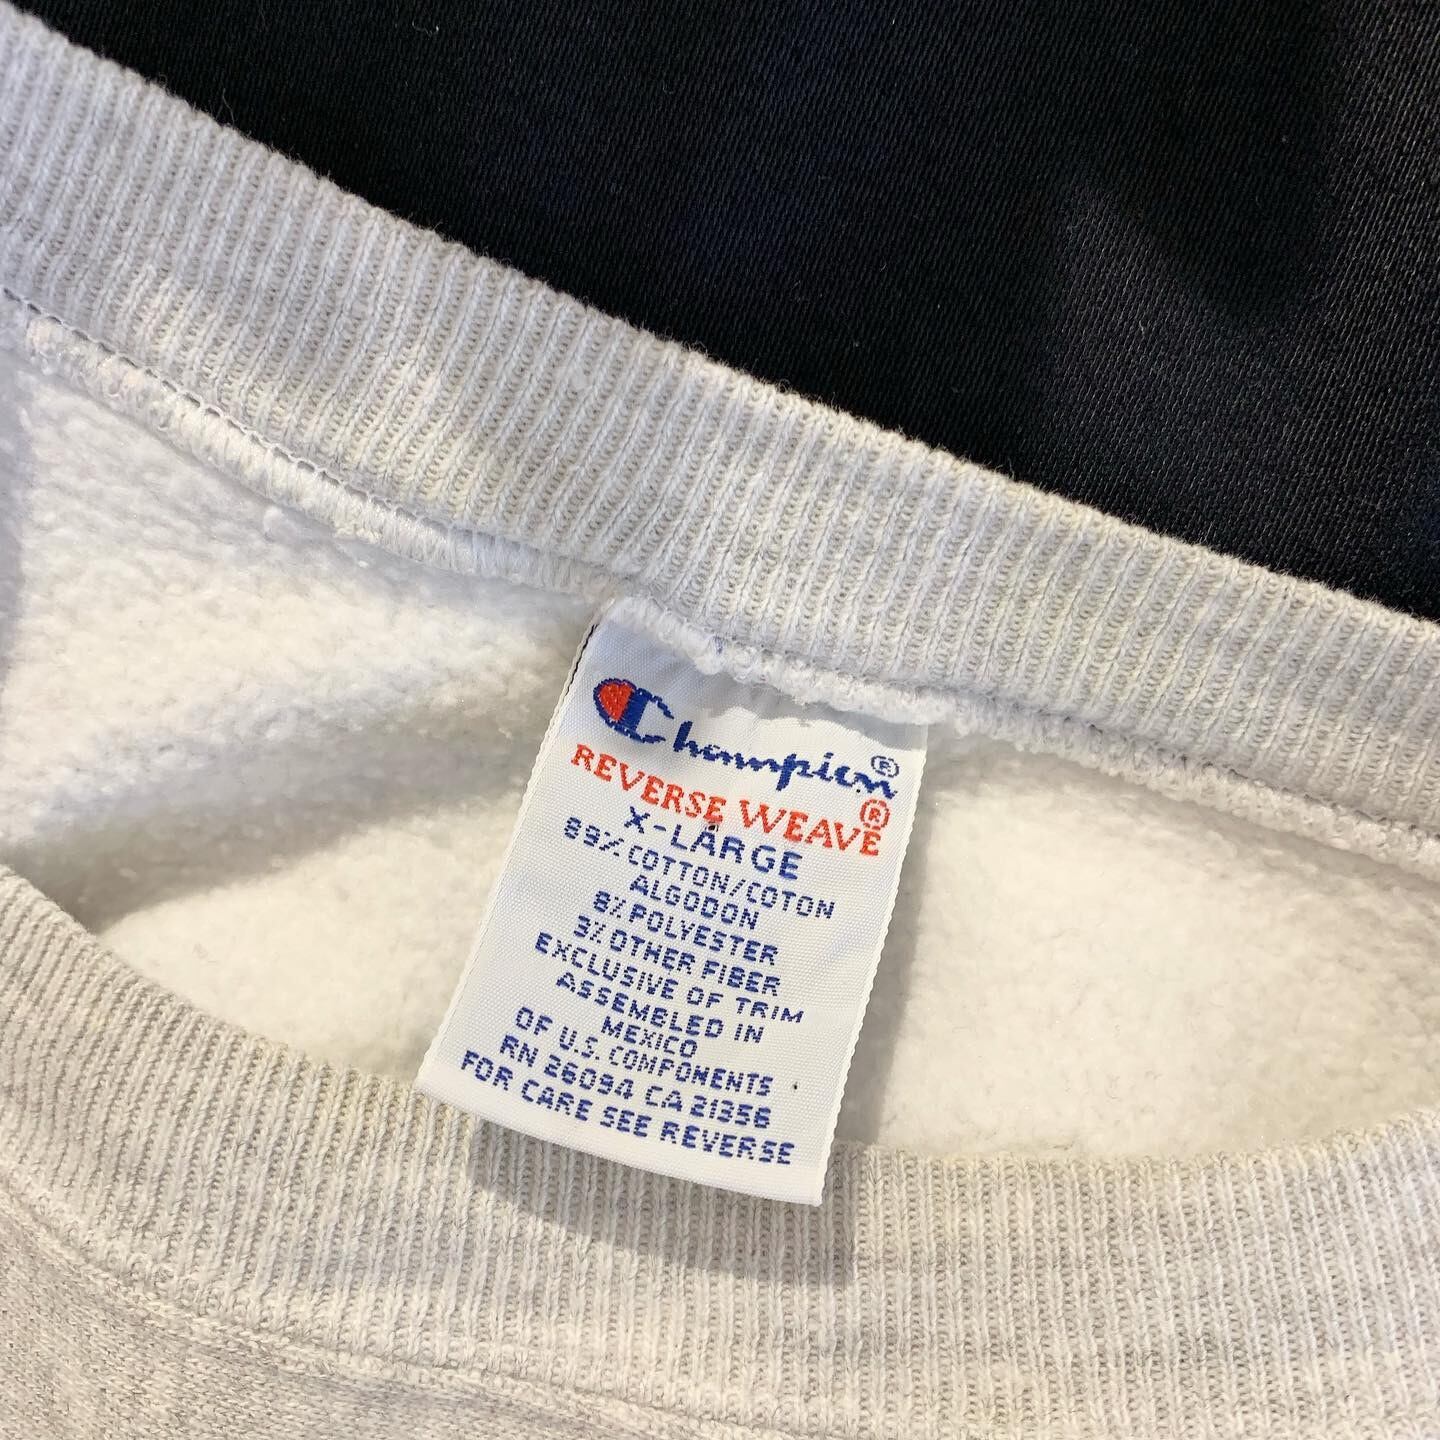 Champion®
REVERSE WEAVE®
X-LARGE
89% COTTON/COTON
ALGODON
8% POLYESTER
3% OTHER FIBER
EXCLUSIVE OF TRIM
ASSEMBLED IN
MEXICO
OF U.S. COMPONENTS
RN 26094 CA 21356
FOR CARE SEE REVERSE